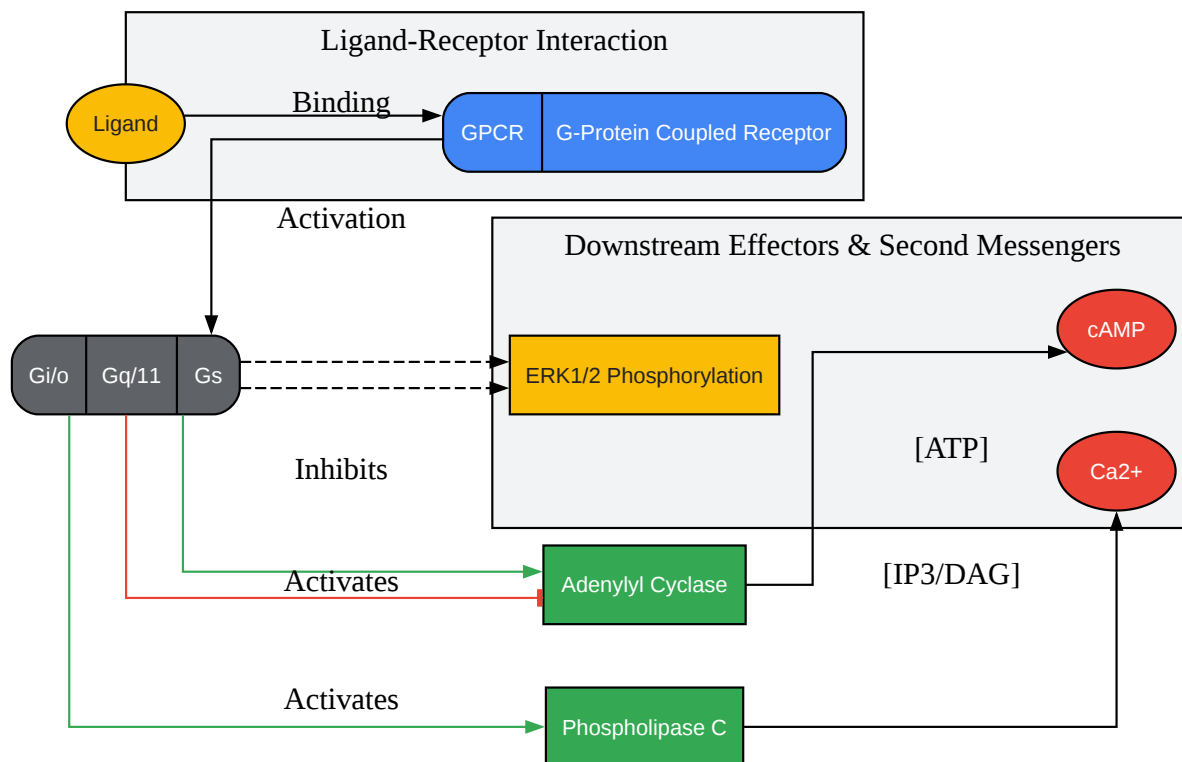 Ligand-Receptor Interaction
Ligand
Binding
GPCR
G-Protein Coupled Receptor
Activation
Downstream Effectors & Second Messengers
cAMP
Gi/o
Gq/11
Gs
ERK1/2 Phosphorylation
[ATP]
Inhibits
Ca2+
Activates
Adenylyl Cyclase
[IP3/DAG]
Activates
Phospholipase C